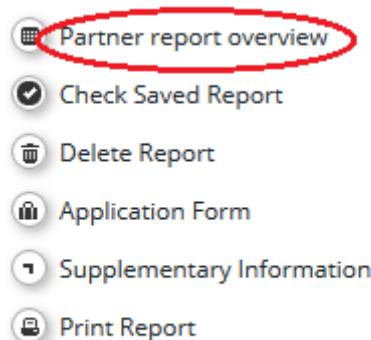 Partner report overview
Check Saved Report
Delete Report
Application Form
Supplementary Information
Print Report